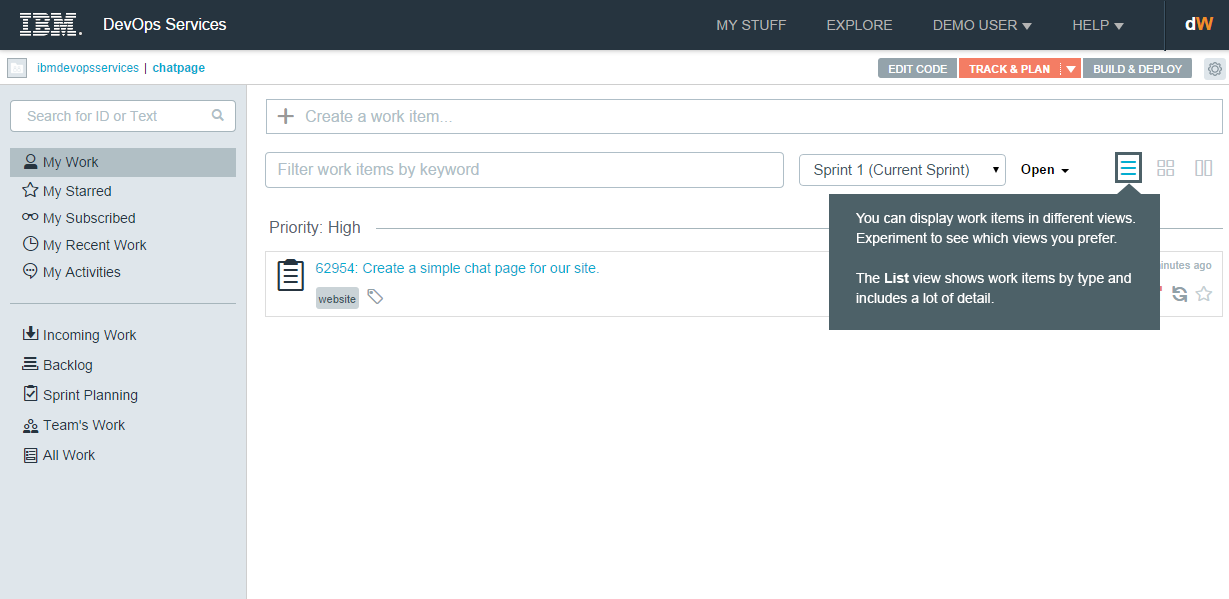 IBM. DevOps Services MY STUFF EXPLORE DEMO USER HELP dW
ibmdevopsservices | chatpage EDIT CODE TRACK & PLAN BUILD & DEPLOY
Search for ID or Text
My Work
My Starred
My Subscribed
My Recent Work
My Activities
Incoming Work
Backlog
Sprint Planning
Team's Work
All Work
Create a work item...
Filter work items by keyword Sprint 1 (Current Sprint) Open
Priority: High
62954: Create a simple chat page for our site.
website
ago
You can display work items in different views.
Experiment to see which views you prefer.
The List view shows work items by type and
includes a lot of detail.